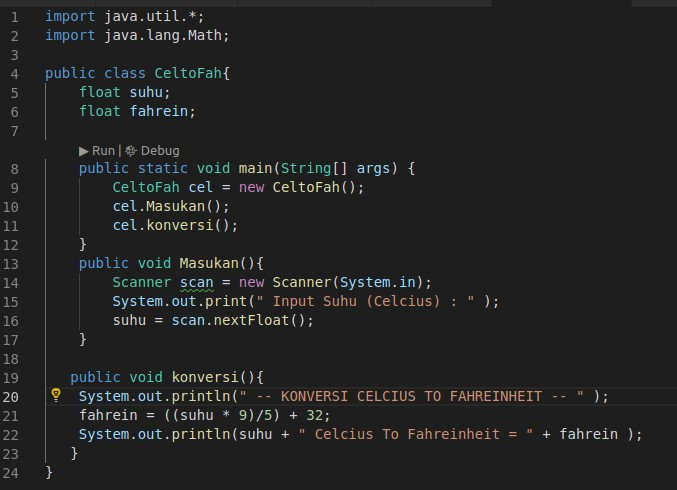 1 import java.util.*;
2 import java.lang.Math;
3
4 public class CeltoFah{
5     float suhu;
6     float fahrein;
7
▶ Run | Debug
8     public static void main(String[] args) {
9         CeltoFah cel = new CeltoFah();
10         cel.Masukan();
11         cel.konversi();
12     }
13     public void Masukan(){
14         Scanner scan = new Scanner(System.in);
15         System.out.print(" Input Suhu (Celcius) : " );
16         suhu = scan.nextFloat();
17     }
18
19    public void konversi(){
20     System.out.println(" -- KONVERSI CELCIUS TO FAHREINHEIT -- " );
21     fahrein = ((suhu * 9)/5) + 32;
22     System.out.println(suhu + " Celcius To Fahreinheit = " + fahrein );
23    }
24 }